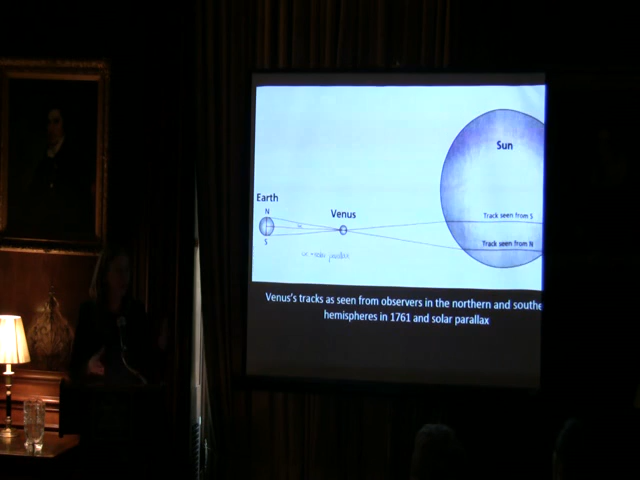 Sun
Earth
N
Venus
Track seen from S
S
Track seen from N
Venus's tracks as seen from observers in the northern and southe
hemispheres in 1761 and solar parallax